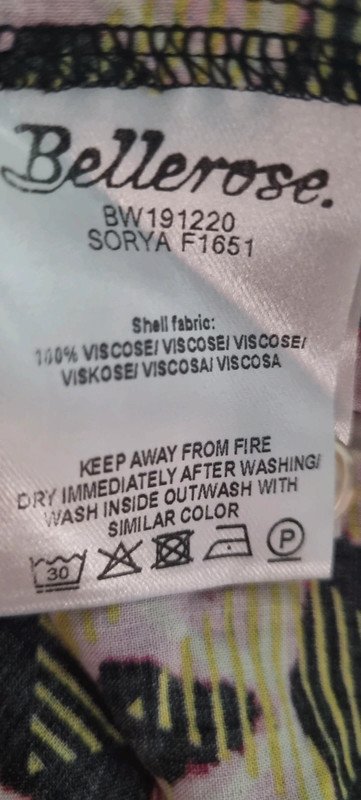 Bellerose.
BW191220
SORYA F1651
Shell fabric:
100% VISCOSE/ VISCOSE/ VISCOSE/
VISKOSE/ VISCOSA/ VISCOSA
KEEP AWAY FROM FIRE
DRY IMMEDIATELY AFTER WASHING/
WASH INSIDE OUT/WASH WITH
SIMILAR COLOR
30 P